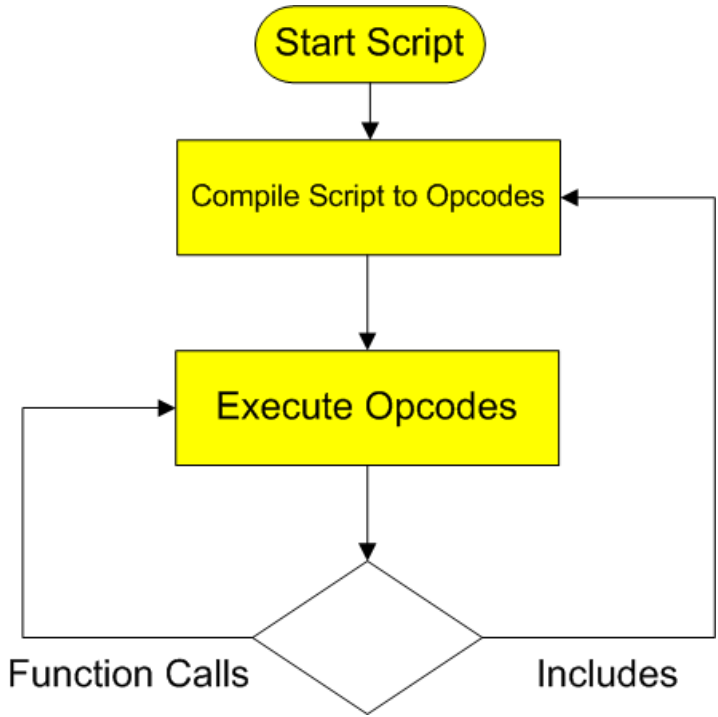 Start Script
Compile Script to Opcodes
Execute Opcodes
Function Calls
Includes